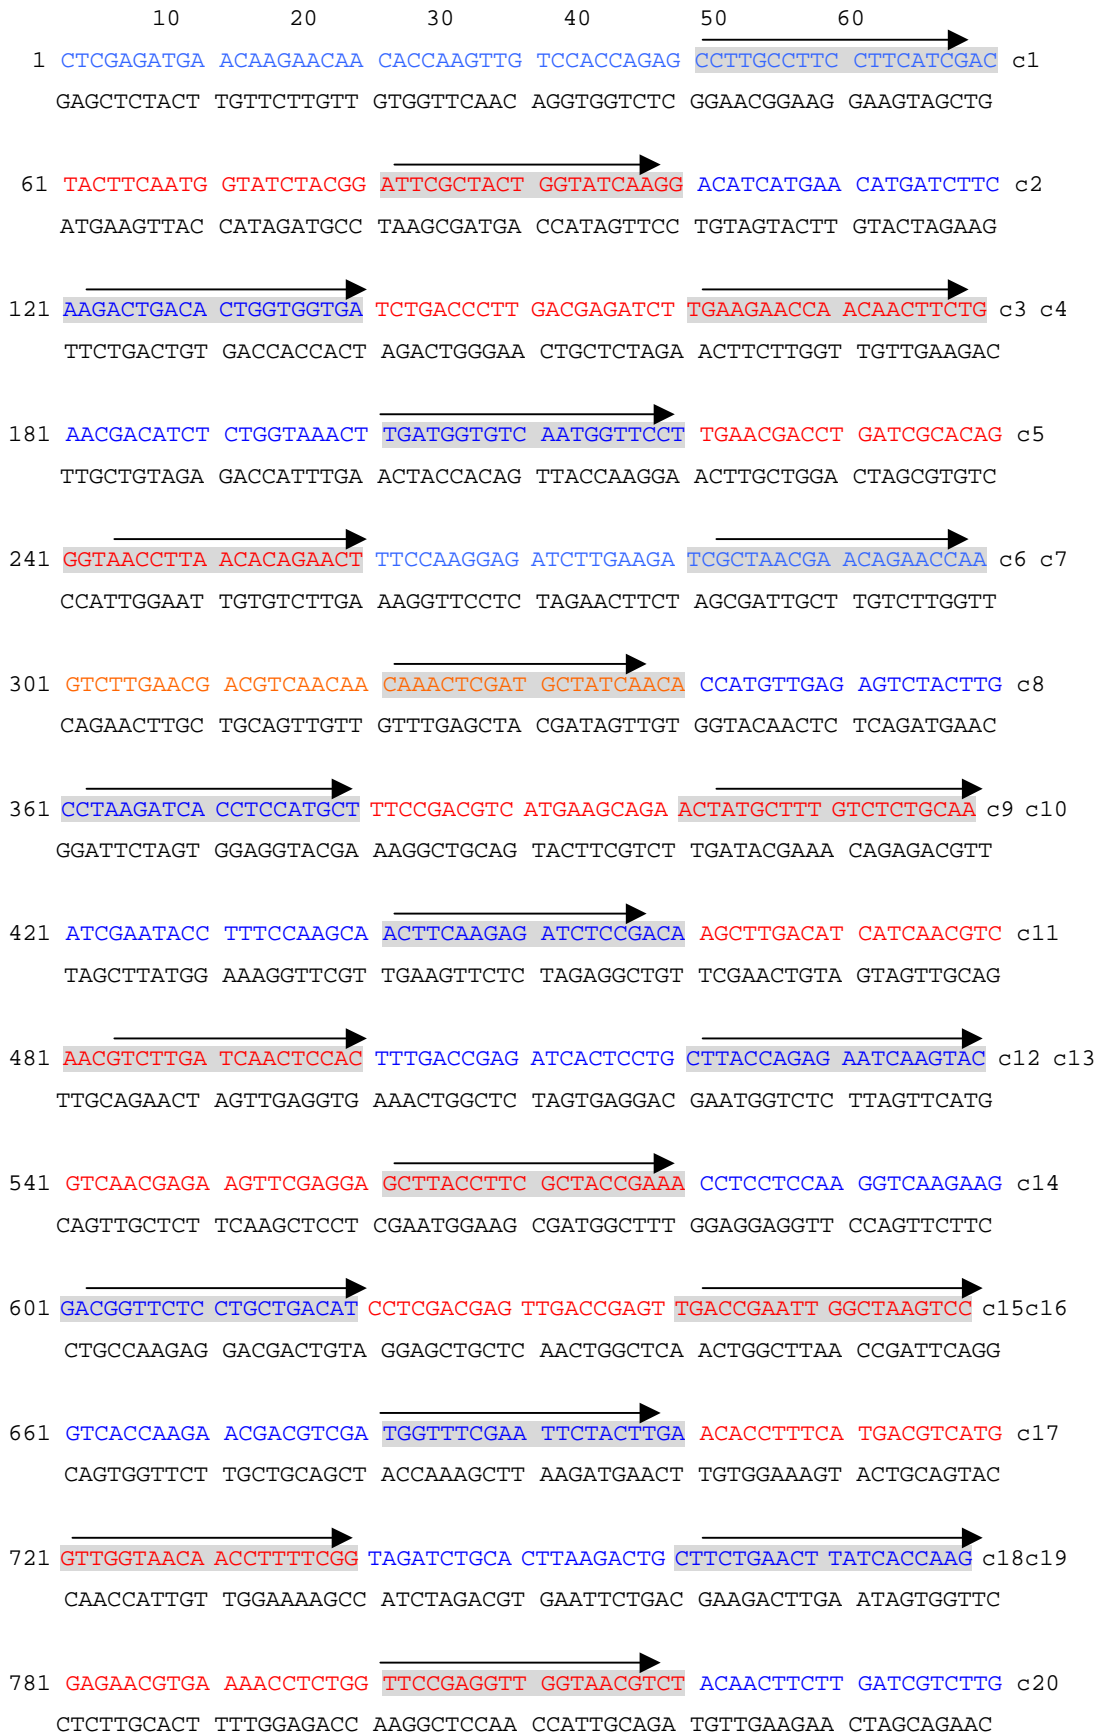 10 20 30 40 50 60
1 CTCGAGATGA ACAAGAACAA CACCAAGTTG TCCACCAGAG CCTTGCCTTC CTTCATCGAC c1
GAGCTCTACT TGTTCTTGTT GTGGTTCAAC AGGTGGTCTC GGAACGGAAG GAAGTAGCTG
61 TACTTCAATG GTATCTACGG ATTCGCTACT GGTATCAAGG ACATCATGAA CATGATCTTC c2
ATGAAGTTAC CATAGATGCC TAAGCGATGA CCATAGTTCC TGTAGTACTT GTACTAGAAG
121 AAGACTGACA CTGGTGGTGA TCTGACCCTT GACGAGATCT TGAAGAACCA ACAACTTCTG c3 c4
TTCTGACTGT GACCACCACT AGACTGGGAA CTGCTCTAGA ACTTCTTGGT TGTTGAAGAC
181 AACGACATCT CTGGTAAACT TGATGGTGTC AATGGTTCCT TGAACGACCT GATCGCACAG c5
TTGCTGTAGA GACCATTTGA ACTACCACAG TTACCAAGGA ACTTGCTGGA CTAGCGTGTC
241 GGTAACCTTA ACACAGAACT TTCCAAGGAG ATCTTGAAGA TCGCTAACGA ACAGAACCAA c6 c7
CCATTGGAAT TGTGTCTTGA AAGGTTCCTC TAGAACTTCT AGCGATTGCT TGTCTTGGTT
301 GTCTTGAACG ACGTCAACAA CAAACTCGAT GCTATCAACA CCATGTTGAG AGTCTACTTG c8
CAGAACTTGC TGCAGTTGTT GTTTGAGCTA CGATAGTTGT GGTACAACTC TCAGATGAAC
361 CCTAAGATCA CCTCCATGCT TTCCGACGTC ATGAAGCAGA ACTATGCTTT GTCTCTGCAA c9 c10
GGATTCTAGT GGAGGTACGA AAGGCTGCAG TACTTCGTCT TGATACGAAA CAGAGACGTT
421 ATCGAATACC TTTCCAAGCA ACTTCAAGAG ATCTCCGACA AGCTTGACAT CATCAACGTC c11
TAGCTTATGG AAAGGTTCGT TGAAGTTCTC TAGAGGCTGT TCGAACTGTA GTAGTTGCAG
481 AACGTCTTGA TCAACTCCAC TTTGACCGAG ATCACTCCTG CTTACCAGAG AATCAAGTAC c12 c13
TTGCAGAACT AGTTGAGGTG AAACTGGCTC TAGTGAGGAC GAATGGTCTC TTAGTTCATG
541 GTCAACGAGA AGTTCGAGGA GCTTACCTTC GCTACCGAAA CCTCCTCCAA GGTCAAGAAG c14
CAGTTGCTCT TCAAGCTCCT CGAATGGAAG CGATGGCTTT GGAGGAGGTT CCAGTTCTTC
601 GACGGTTCTC CTGCTGACAT CCTCGACGAG TTGACCGAGT TGACCGAATT GGCTAAGTCC c15c16
CTGCCAAGAG GACGACTGTA GGAGCTGCTC AACTGGCTCA ACTGGCTTAA CCGATTCAGG
661 GTCACCAAGA ACGACGTCGA TGGTTTCGAA TTCTACTTGA ACACCTTTCA TGACGTCATG c17
CAGTGGTTCT TGCTGCAGCT ACCAAAGCTT AAGATGAACT TGTGGAAAGT ACTGCAGTAC
721 GTTGGTAACA ACCTTTTCGG TAGATCTGCA CTTAAGACTG CTTCTGAACT TATCACCAAG c18c19
CAACCATTGT TGGAAAAGCC ATCTAGACGT GAATTCTGAC GAAGACTTGA ATAGTGGTTC
781 GAGAACGTGA AAACCTCTGG TTCCGAGGTT GGTAACGTCT ACAACTTCTT GATCGTCTTG c20
CTCTTGCACT TTTGGAGACC AAGGCTCCAA CCATTGCAGA TGTTGAAGAA CTAGCAGAAC